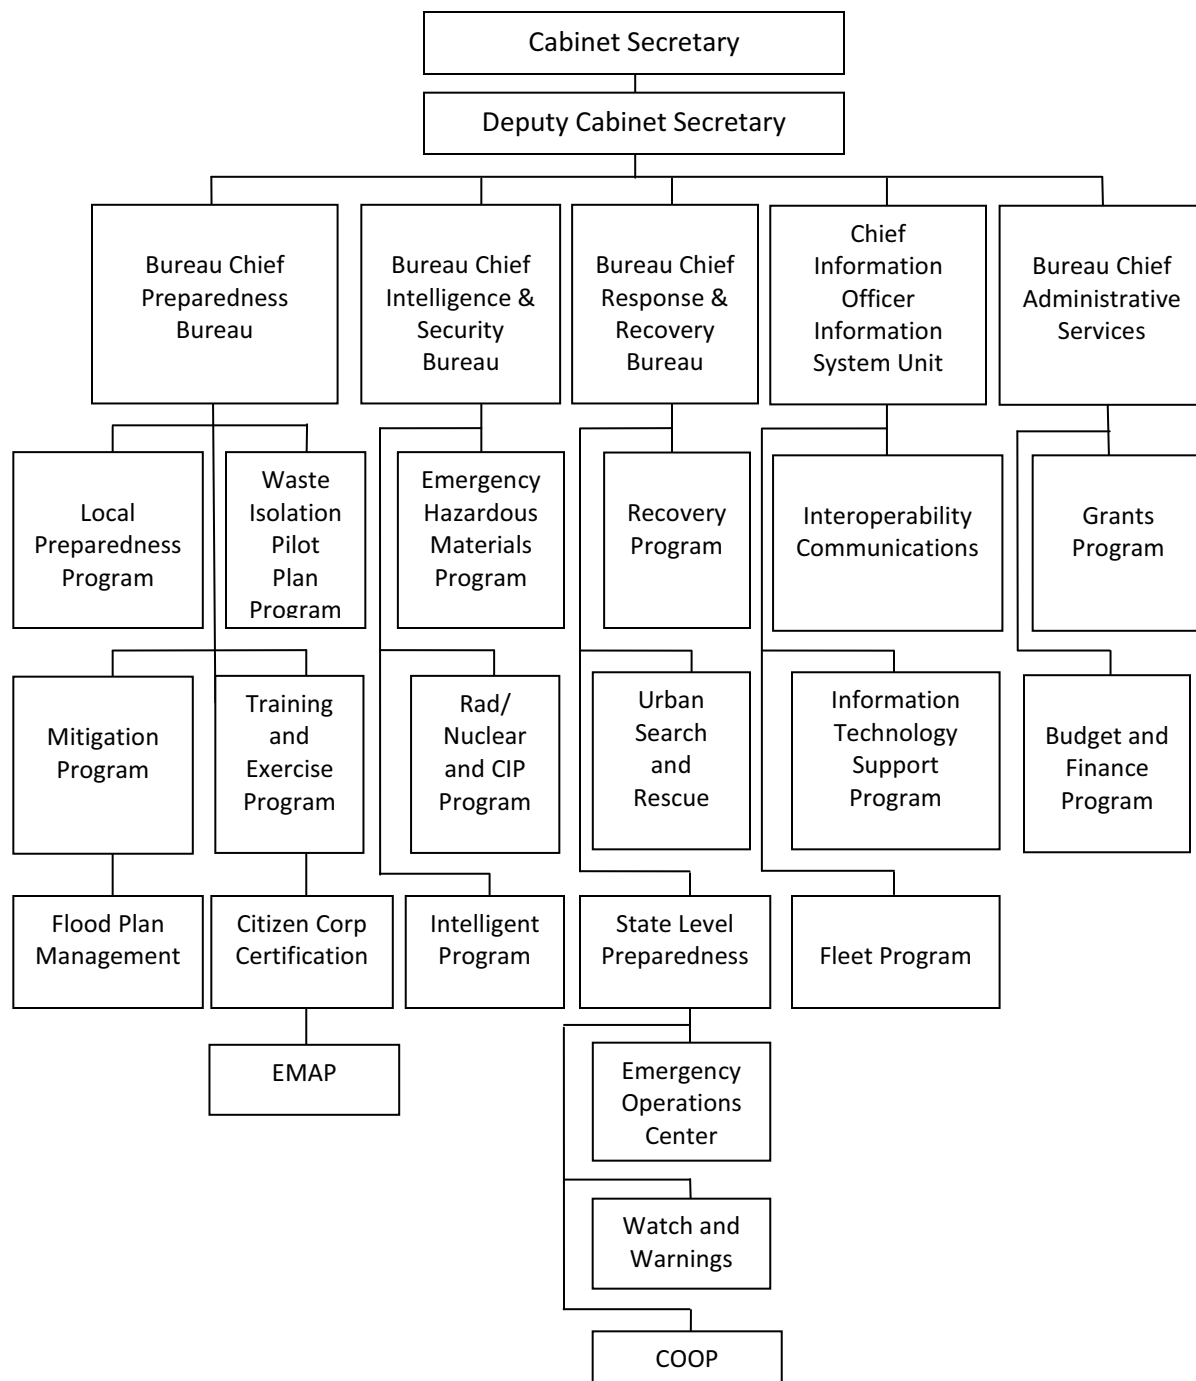 Cabinet Secretary
Deputy Cabinet Secretary
Bureau Chief
Preparedness
Bureau
Bureau Chief
Intelligence &
Security
Bureau
Bureau Chief
Response &
Recovery
Bureau
Chief
Information
Officer
Information
System Unit
Bureau Chief
Administrative
Services
Local
Preparedness
Program
Waste
Isolation
Pilot
Plan
Program
Emergency
Hazardous
Materials
Program
Recovery
Program
Interoperability
Communications
Grants
Program
Mitigation
Program
Training
and
Exercise
Program
Rad/
Nuclear
and CIP
Program
Urban
Search
and
Rescue
Information
Technology
Support
Program
Budget and
Finance
Program
Flood Plan
Management
Citizen Corp
Certification
Intelligent
Program
State Level
Preparedness
Fleet Program
EMAP
Emergency
Operations
Center
Watch and
Warnings
COOP